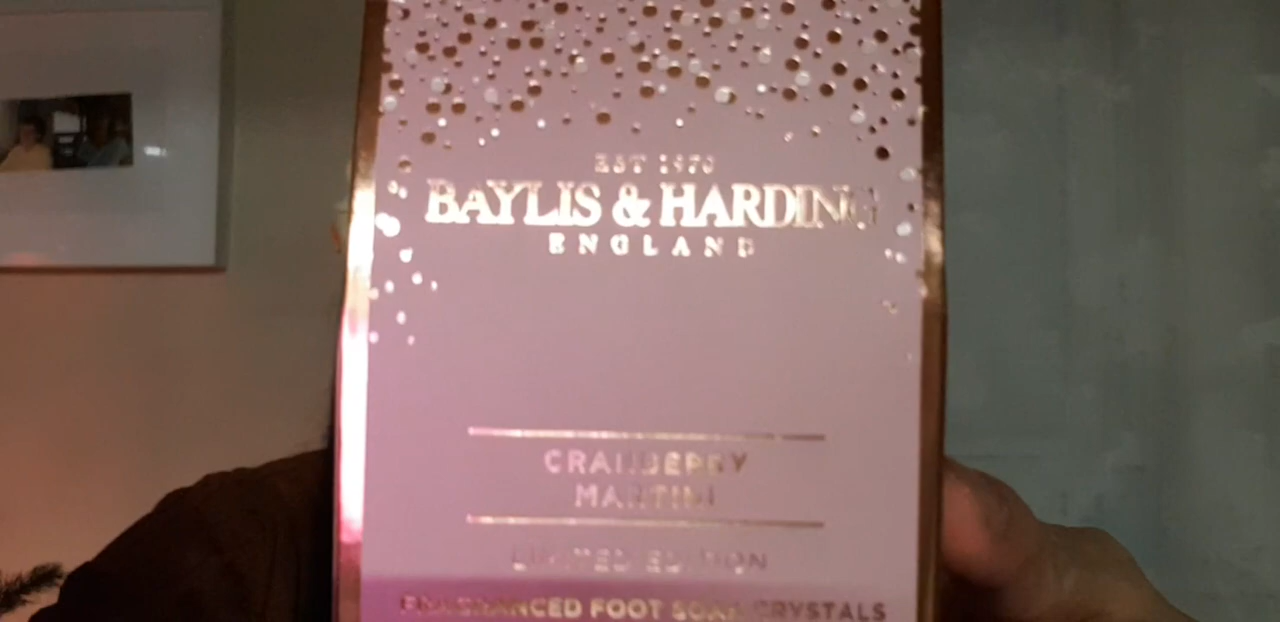 EST 1970
BAYLIS & HARDING
ENGLAND
CRANBERRY
MARTINI
LIMITED EDITION
FRAGRANCED FOOT SOAK CRYSTALS